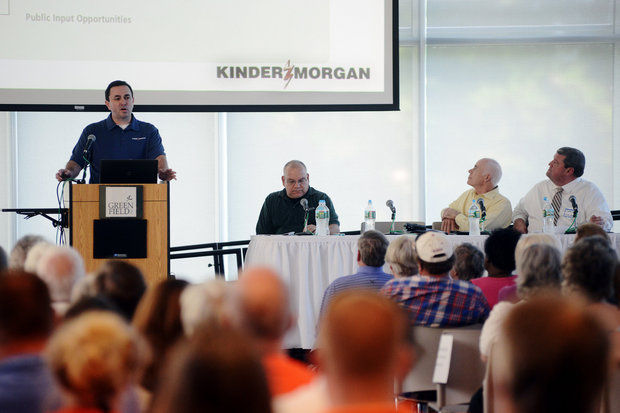 Public Input Opportunities
KINDER MORGAN
GREEN
FIELD